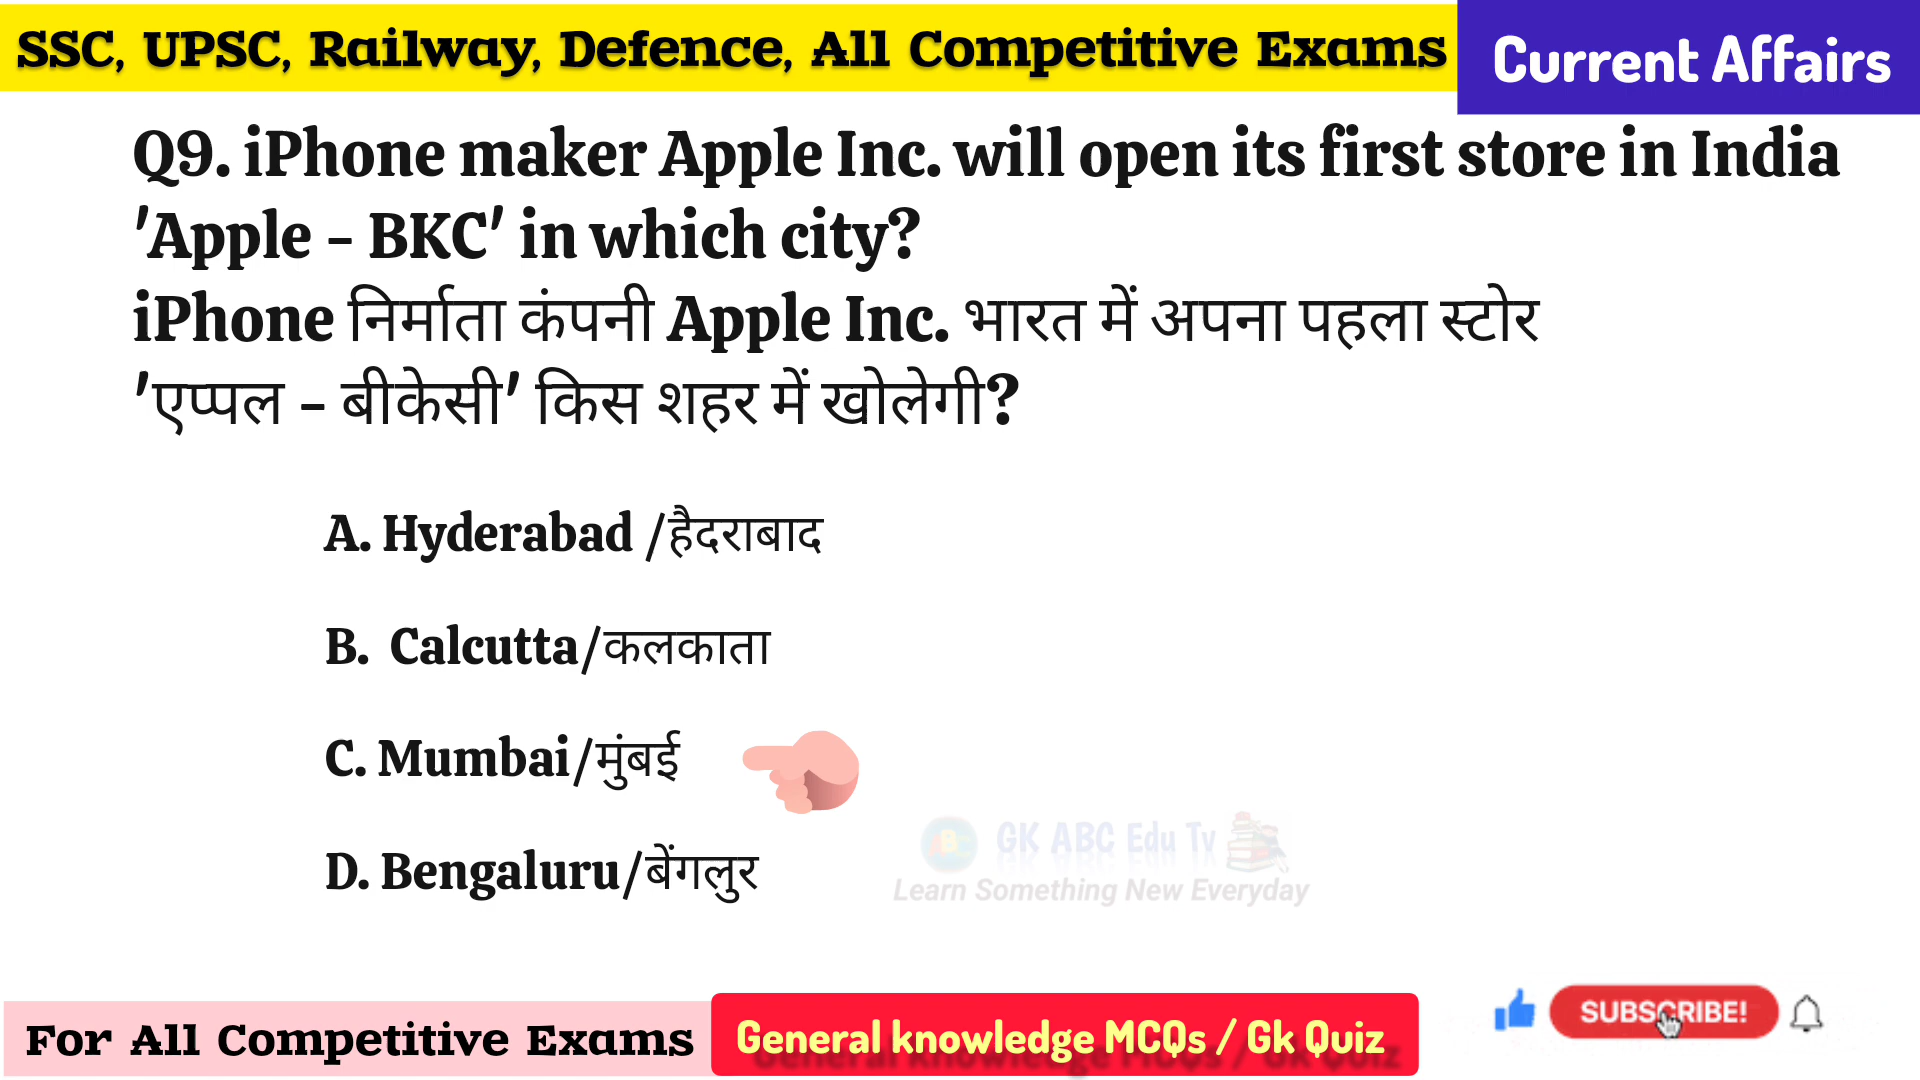 SSC, UPSC, Railway, Defence, All Competitive Exams
Current Affairs
Q9. iPhone maker Apple Inc. will open its first store in India
'Apple - BKC' in which city?
iPhone निर्माता कंपनी Apple Inc. भारत में अपना पहला स्टोर
'एप्पल - बीकेसी' किस शहर में खोलेगी?
A. Hyderabad /हैदराबाद
B. Calcutta/कलकाता
C. Mumbai/मुंबई
D. Bengaluru/बेंगलुर
GK ABC Edu Tv
Learn Something New Everyday
SUBSCRIBE!
For All Competitive Exams
General knowledge MCQs / Gk Quiz